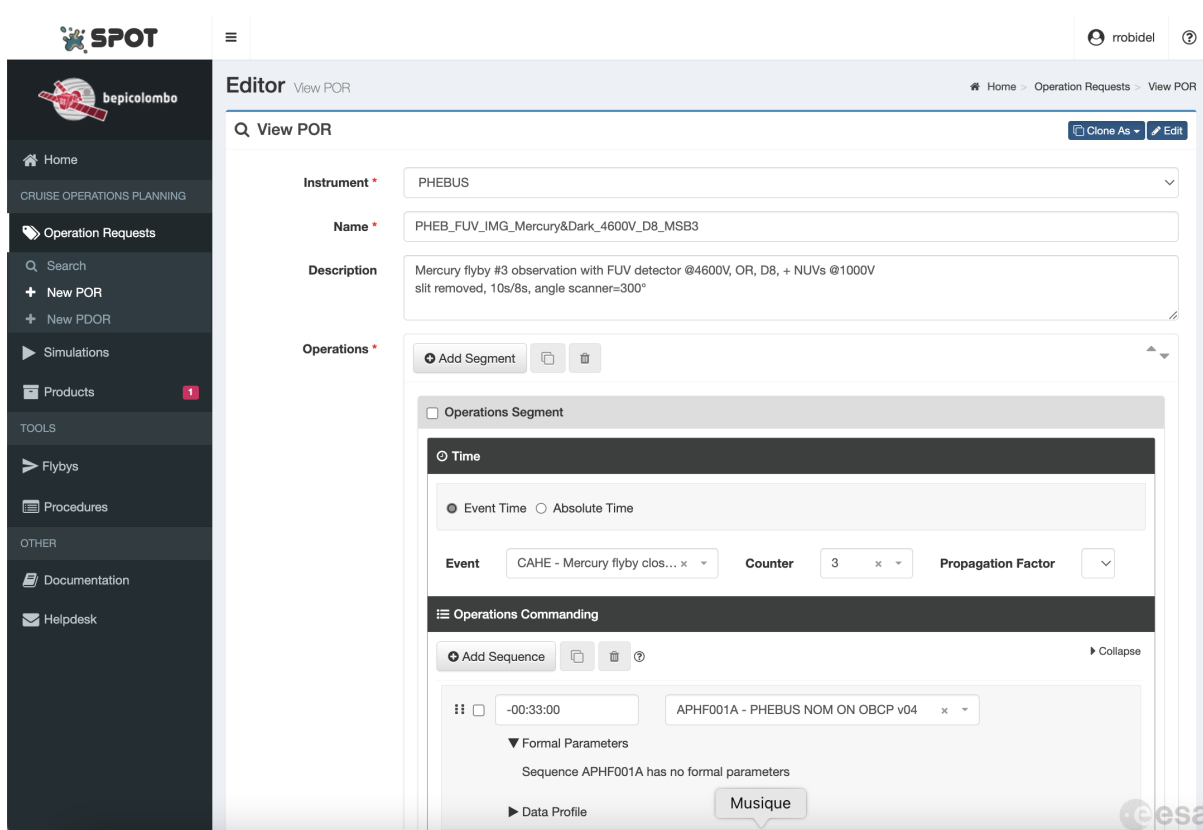 SPOT
rrobidel
bepicolombo
Editor View POR
Home > Operation Requests > View POR
View POR
Clone As
Edit
Home
CRUISE OPERATIONS PLANNING
Operation Requests
Search
New POR
New PDOR
Simulations
Products 1
TOOLS
Flybys
Procedures
OTHER
Documentation
Helpdesk
Instrument *
PHEBUS
Name *
PHEB_FUV_IMG_Mercury&Dark_4600V_D8_MSB3
Description
Mercury flyby #3 observation with FUV detector @4600V, OR, D8, + NUVs @1000V
slit removed, 10s/8s, angle scanner=300°
Operations *
Add Segment
Operations Segment
Time
Event Time Absolute Time
Event CAHE - Mercury flyby clos... × Counter 3 × Propagation Factor
Operations Commanding
Add Sequence
Collapse
-00:33:00 APHF001A - PHEBUS NOM ON OBCP v04 ×
Formal Parameters
Sequence APHF001A has no formal parameters
Data Profile
Musique
esa